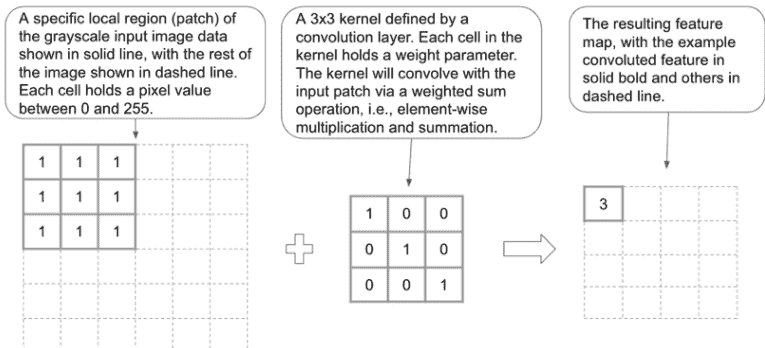 A specific local region (patch) of
the grayscale input image data
shown in solid line, with the rest of
the image shown in dashed line.
Each cell holds a pixel value
between 0 and 255.
A 3x3 kernel defined by a
convolution layer. Each cell in the
kernel holds a weight parameter.
The kernel will convolve with the
input patch via a weighted sum
operation, i.e., element-wise
multiplication and summation.
The resulting feature
map, with the example
convoluted feature in
solid bold and others in
dashed line.
1 1 1
1 1 1
1 1 1
1 0 0
0 1 0
0 0 1
3